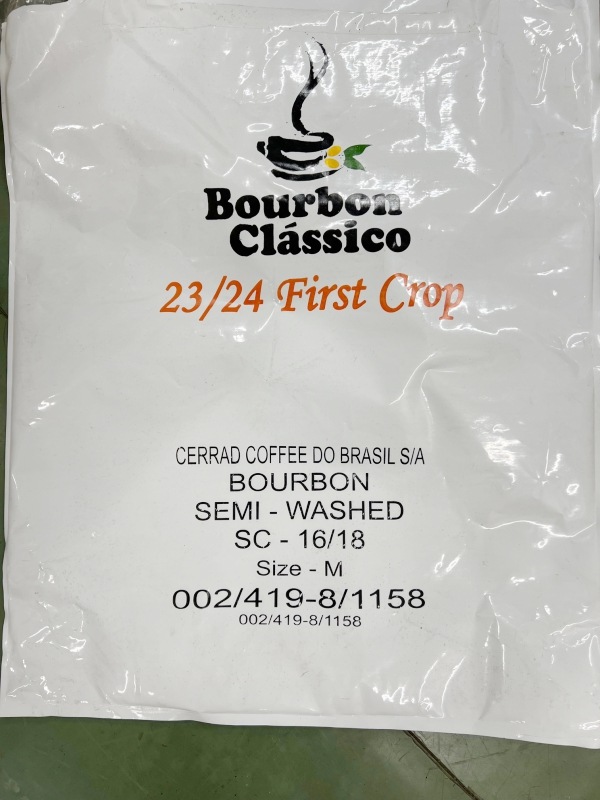 Bourbon
Clássico
23/24 First Crop
CERRAD COFFEE DO BRASIL S/A
BOURBON
SEMI - WASHED
SC - 16/18
Size - M
002/419-8/1158
002/419-8/1158